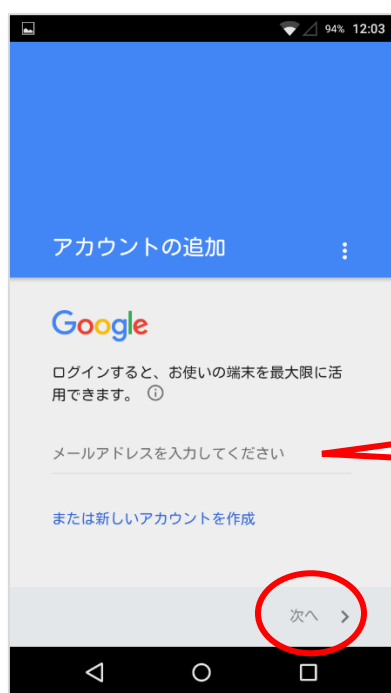 94% 12:03
アカウントの追加
Google
ログインすると、お使いの端末を最大限に活
用できます。
メールアドレスを入力してください
または新しいアカウントを作成
次へ